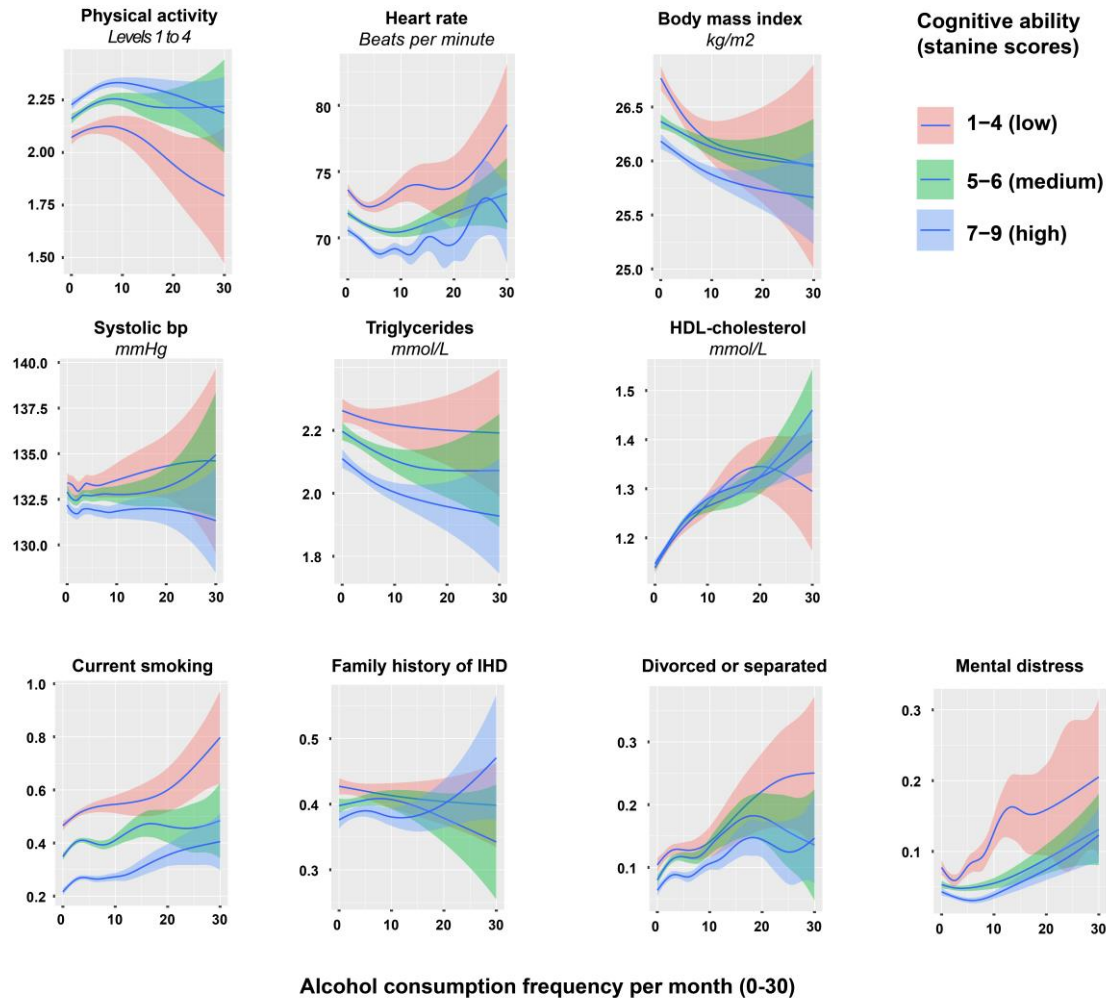 Physical activity
Levels 1 to 4
2.25
2.00
1.75
1.50
0 10 20 30
Heart rate
Beats per minute
80
75
70
0 10 20 30
Body mass index
kg/m2
26.5
26.0
25.5
25.0
0 10 20 30
Cognitive ability
(stanine scores)
1-4 (low)
5-6 (medium)
7-9 (high)
Systolic bp
mmHg
140.0
137.5
135.0
132.5
130.0
0 10 20 30
Triglycerides
mmol/L
2.2
2.0
1.8
0 10 20 30
HDL-cholesterol
mmol/L
1.5
1.4
1.3
1.2
0 10 20 30
Current smoking
1.0
0.8
0.6
0.4
0.2
0 10 20 30
Family history of IHD
0.5
0.4
0.3
0 10 20 30
Divorced or separated
0.3
0.2
0.1
0 10 20 30
Mental distress
0.3
0.2
0.1
0 10 20 30
Alcohol consumption frequency per month (0-30)